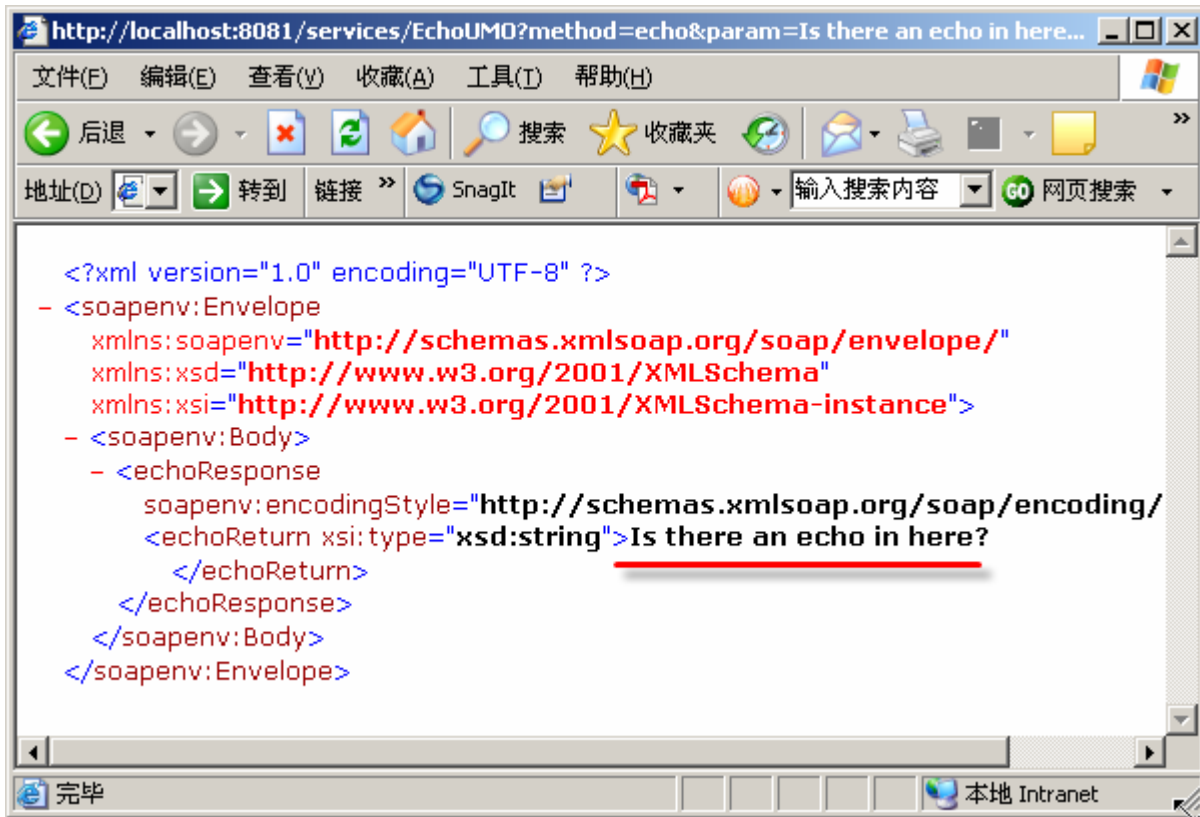 http://localhost:8081/services/EchoUMO?method=echo&param=Is there an echo in here...
文件(F) 编辑(E) 查看(V) 收藏(A) 工具(T) 帮助(H)
后退 搜索 收藏夹 »
地址(D) 转到 链接 » SnagIt 输入搜索内容 GO 网页搜索
<?xml version="1.0" encoding="UTF-8" ?>
- <soapenv:Envelope
xmlns:soapenv="http://schemas.xmlsoap.org/soap/envelope/"
xmlns:xsd="http://www.w3.org/2001/XMLSchema"
xmlns:xsi="http://www.w3.org/2001/XMLSchema-instance">
- <soapenv:Body>
- <echoResponse
soapenv:encodingStyle="http://schemas.xmlsoap.org/soap/encoding/
<echoReturn xsi:type="xsd:string">Is there an echo in here?
</echoReturn>
</echoResponse>
</soapenv:Body>
</soapenv:Envelope>
完毕 本地 Intranet